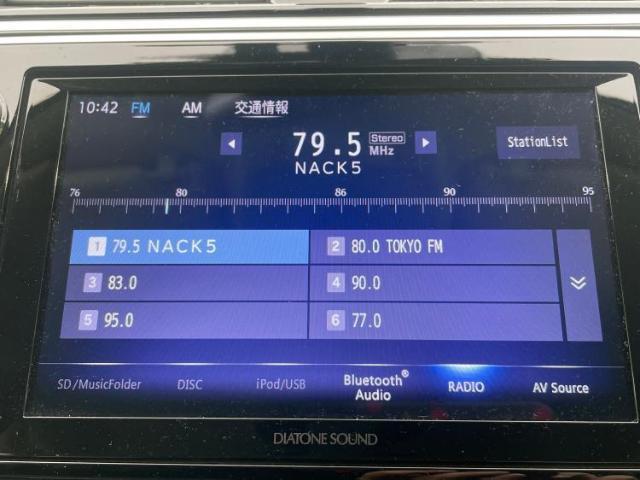 10:42 FM AM 交通情報
79.5 Stereo MHz
StationList
NACK5
76 80 86 90 95
1 79.5 NACK5
2 80.0 TOKYO FM
3 83.0
4 90.0
5 95.0
6 77.0
SD/MusicFolder DISC iPod/USB Bluetooth® Audio RADIO AV Source
DIATONE SOUND